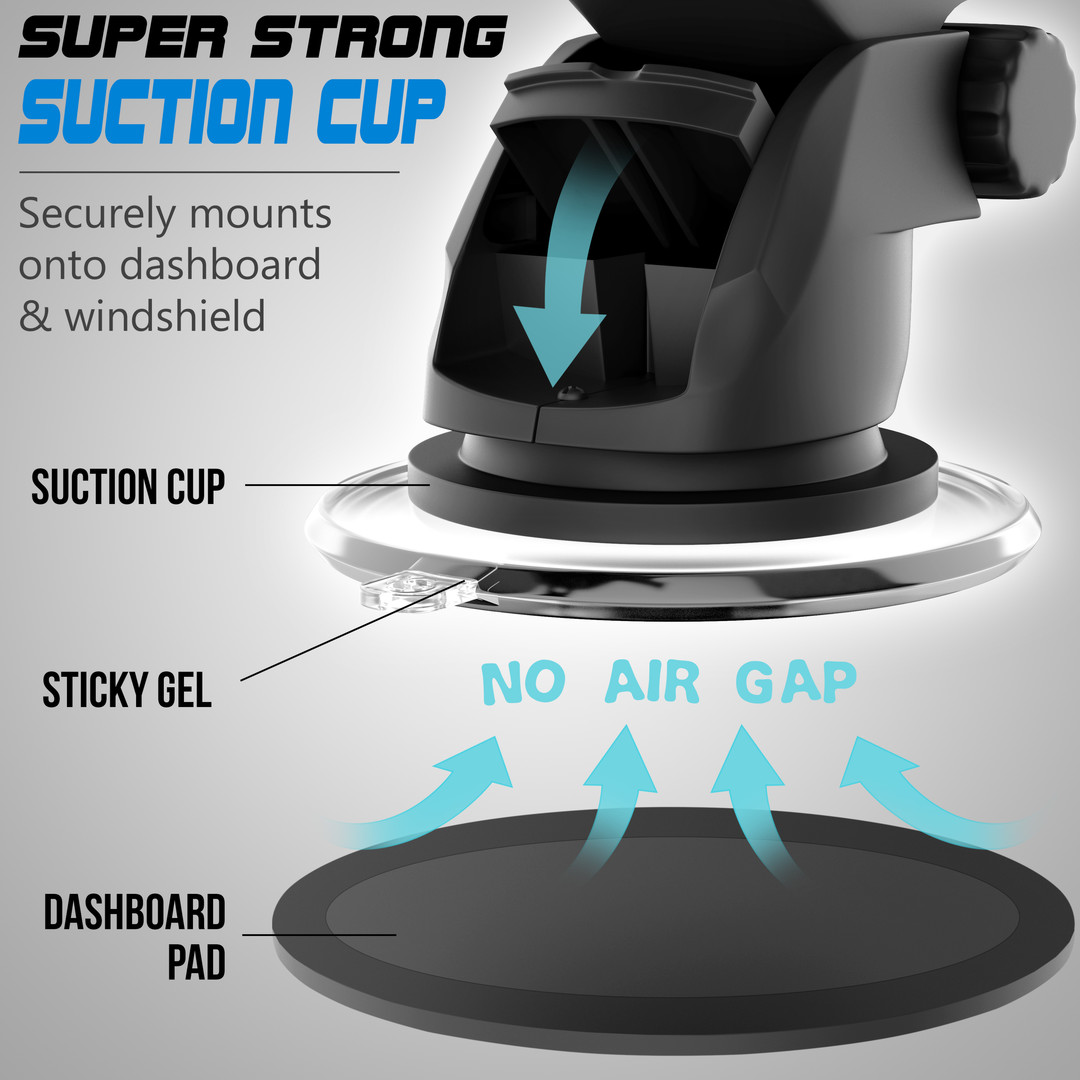 SUPER STRONG
SUCTION CUP
Securely mounts
onto dashboard
& windshield
SUCTION CUP
STICKY GEL
NO AIR GAP
DASHBOARD
PAD